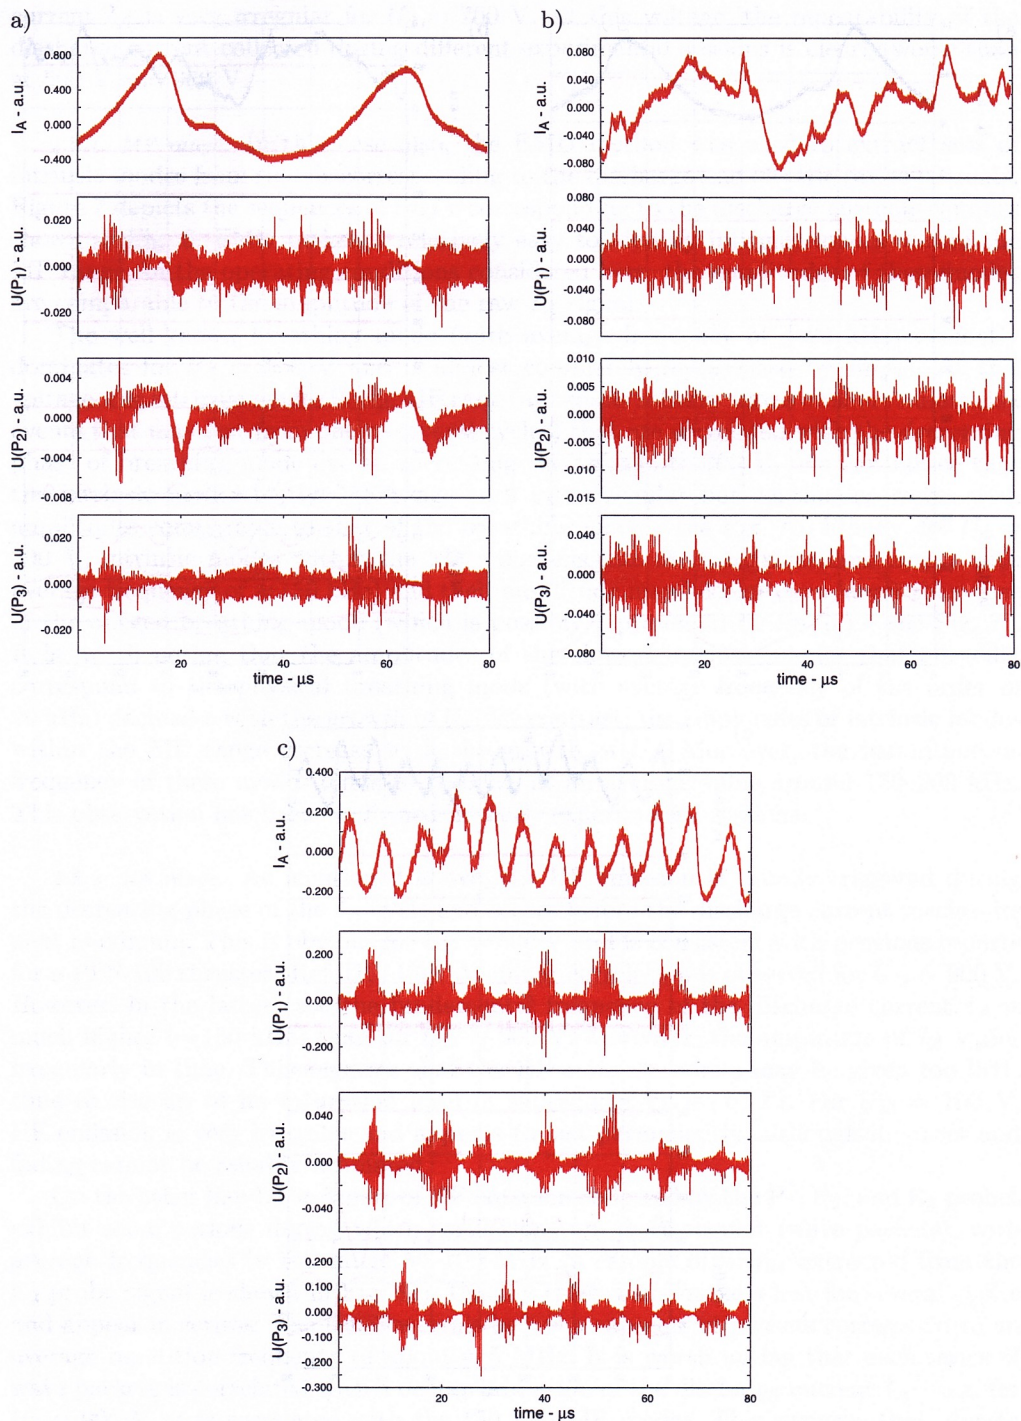 a)
b)
0.800
0.400
0.000
-0.400
I_A - a.u.
0.080
0.040
0.000
-0.040
-0.080
I_A - a.u.
0.020
0.000
-0.020
U(P_1) - a.u.
0.080
0.040
0.000
-0.040
-0.080
U(P_1) - a.u.
0.004
0.000
-0.004
-0.008
U(P_2) - a.u.
0.010
0.005
0.000
-0.005
-0.010
-0.015
U(P_2) - a.u.
0.020
0.000
-0.020
U(P_3) - a.u.
0.040
0.000
-0.040
-0.080
U(P_3) - a.u.
20 40 60 80
time - μs
20 40 60 80
time - μs
c)
0.400
0.200
0.000
-0.200
I_A - a.u.
0.200
0.000
-0.200
U(P_1) - a.u.
0.040
0.000
-0.040
U(P_2) - a.u.
0.200
0.100
0.000
-0.100
-0.200
-0.300
U(P_3) - a.u.
20 40 60 80
time - μs